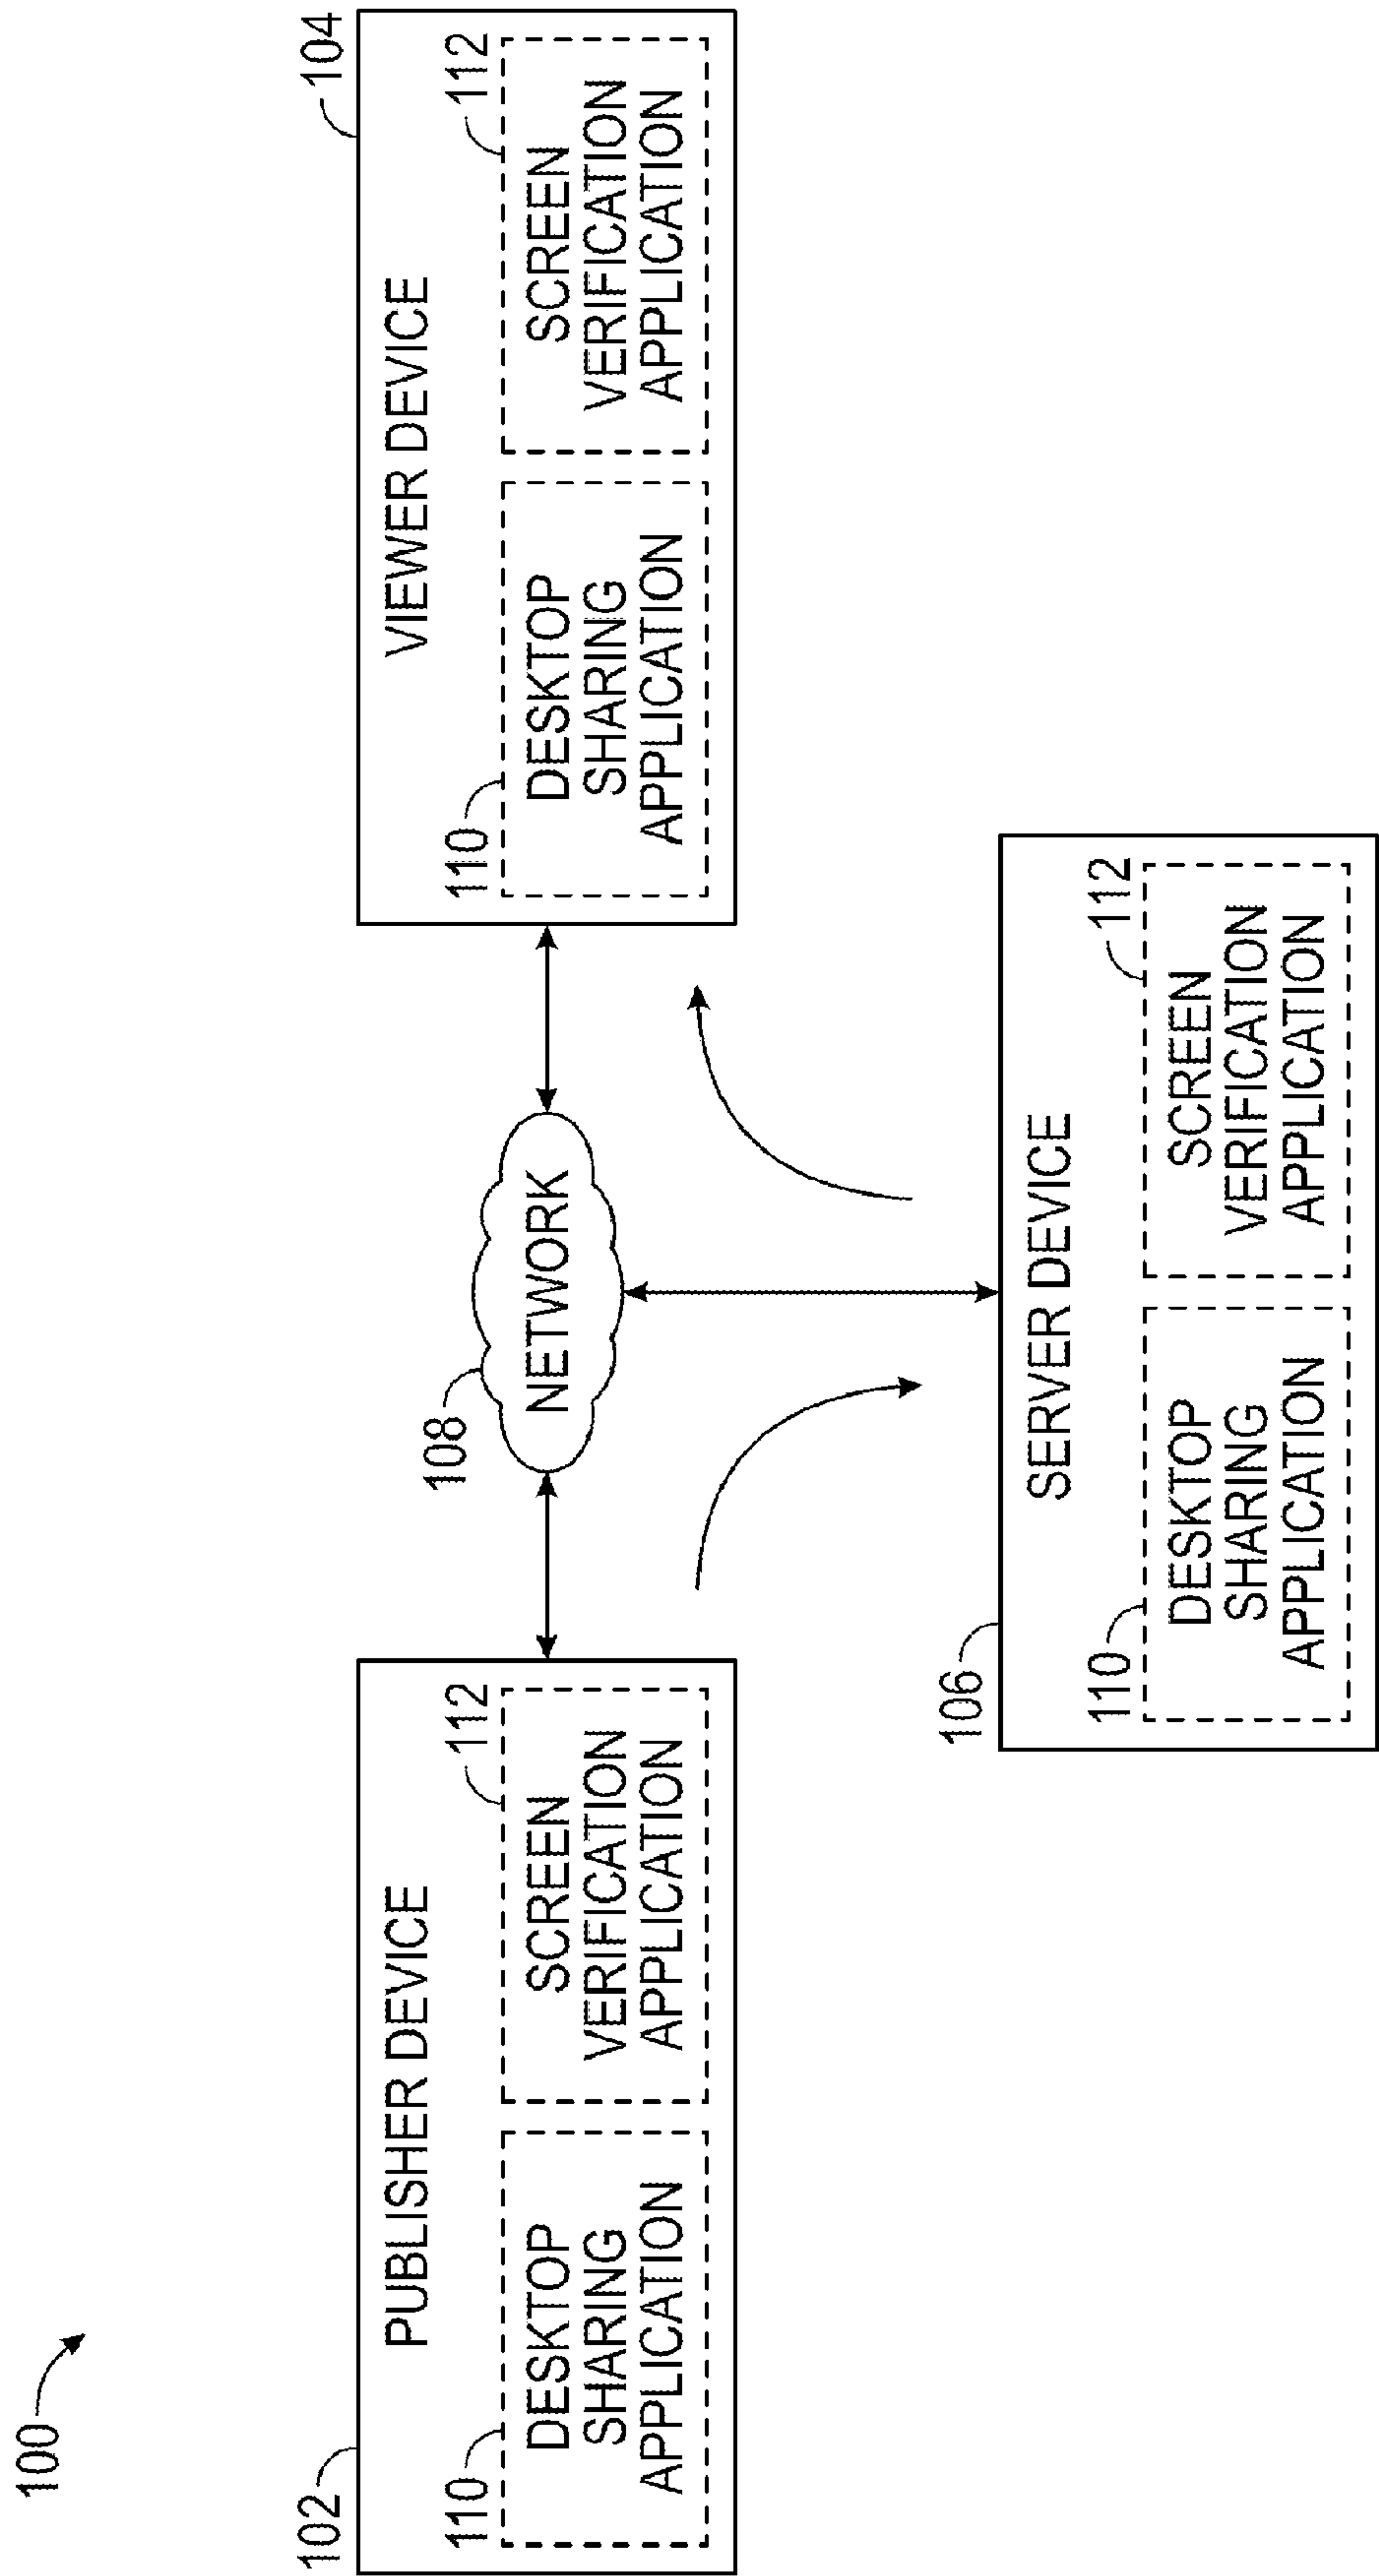 100
102
PUBLISHER DEVICE
110
DESKTOP
SHARING
APPLICATION
112
SCREEN
VERIFICATION
APPLICATION
108
NETWORK
104
VIEWER DEVICE
110
DESKTOP
SHARING
APPLICATION
112
SCREEN
VERIFICATION
APPLICATION
106
SERVER DEVICE
110
DESKTOP
SHARING
APPLICATION
112
SCREEN
VERIFICATION
APPLICATION